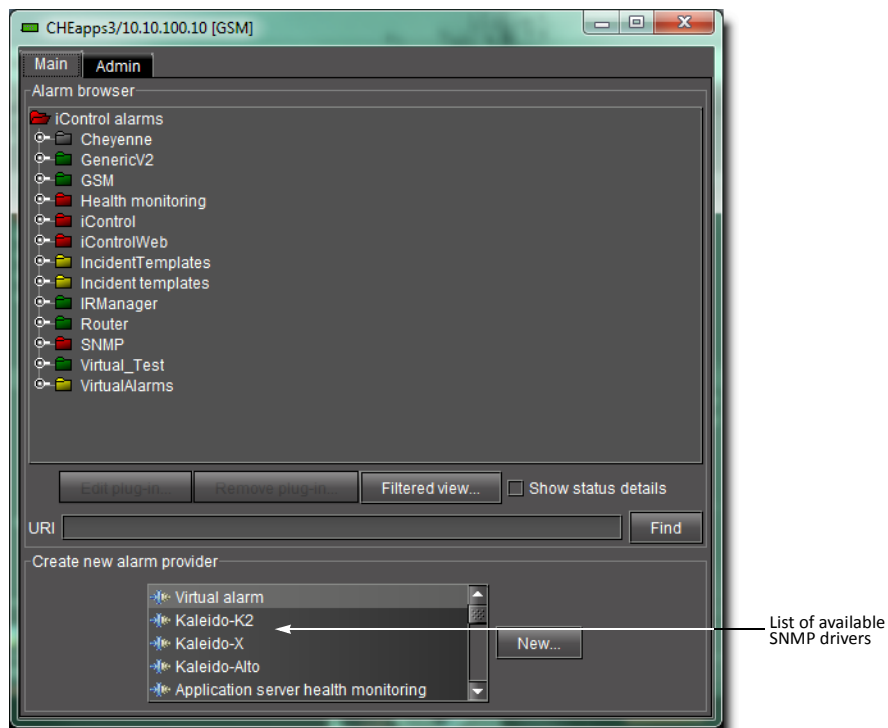 CHEapps3/10.10.100.10 [GSM]
Main Admin
Alarm browser
iControl alarms
Cheyenne
GenericV2
GSM
Health monitoring
iControl
iControlWeb
IncidentTemplates
Incident templates
IRManager
Router
SNMP
Virtual_Test
VirtualAlarms
Edit plug-in... Remove plug-in... Filtered view... Show status details
URI Find
Create new alarm provider
Virtual alarm
Kaleido-K2
Kaleido-X
Kaleido-Alto
Application server health monitoring
New...
List of available
SNMP drivers